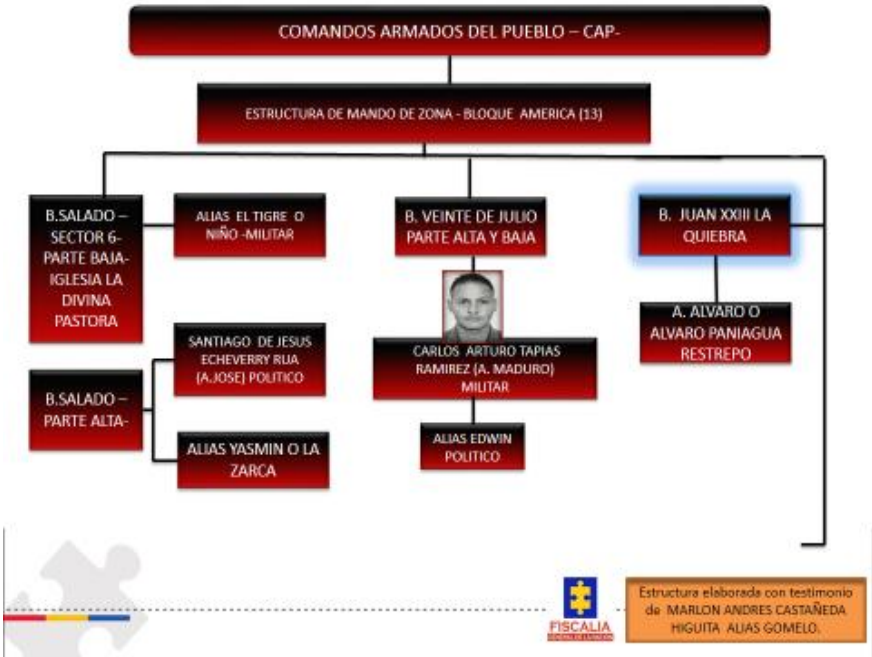 COMANDOS ARMADOS DEL PUEBLO – CAP-
ESTRUCTURA DE MANDO DE ZONA - BLOQUE AMERICA (13)
B.SALADO –
SECTOR 6-
PARTE BAJA-
IGLESIA LA
DIVINA
PASTORA
ALIAS EL TIGRE O
NIÑO -MILITAR
B.SALADO –
PARTE ALTA-
SANTIAGO DE JESUS
ECHEVERRY RUA
(A.JOSE) POLITICO
ALIAS YASMIN O LA
ZARCA
B. VEINTE DE JULIO
PARTE ALTA Y BAJA
CARLOS ARTURO TAPIAS
RAMIREZ (A. MADURO)
MILITAR
ALIAS EDWIN
POLITICO
B. JUAN XXIII LA
QUIEBRA
A. ALVARO O
ALVARO PANIAGUA
RESTREPO
FISCALIA
GENERAL DE LA NACION
Estructura elaborada con testimonio
de MARLON ANDRES CASTAÑEDA
HIGUITA ALIAS GOMELO.